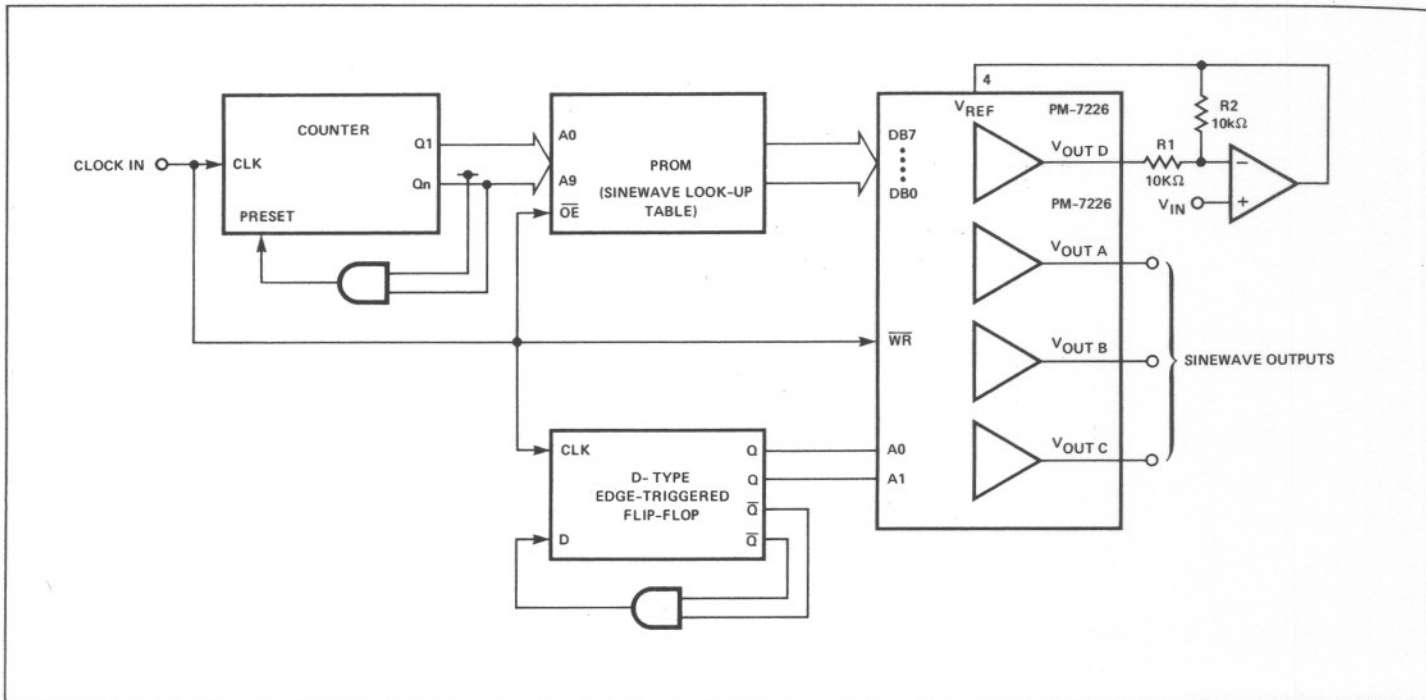 COUNTER
CLOCK IN
CLK
Q1
Qn
PRESET
A0
A9
OE
PROM
(SINEWAVE LOOK-UP
TABLE)
4
VREF
PM-7226
DB7
DB0
VOUT D
PM-7226
R1
10KΩ
R2
10kΩ
VIN
−
+
VOUT A
WR
VOUT B
SINEWAVE OUTPUTS
VOUT C
A0
A1
CLK
D
D- TYPE
EDGE-TRIGGERED
FLIP-FLOP
Q
Q
Q̅
Q̅